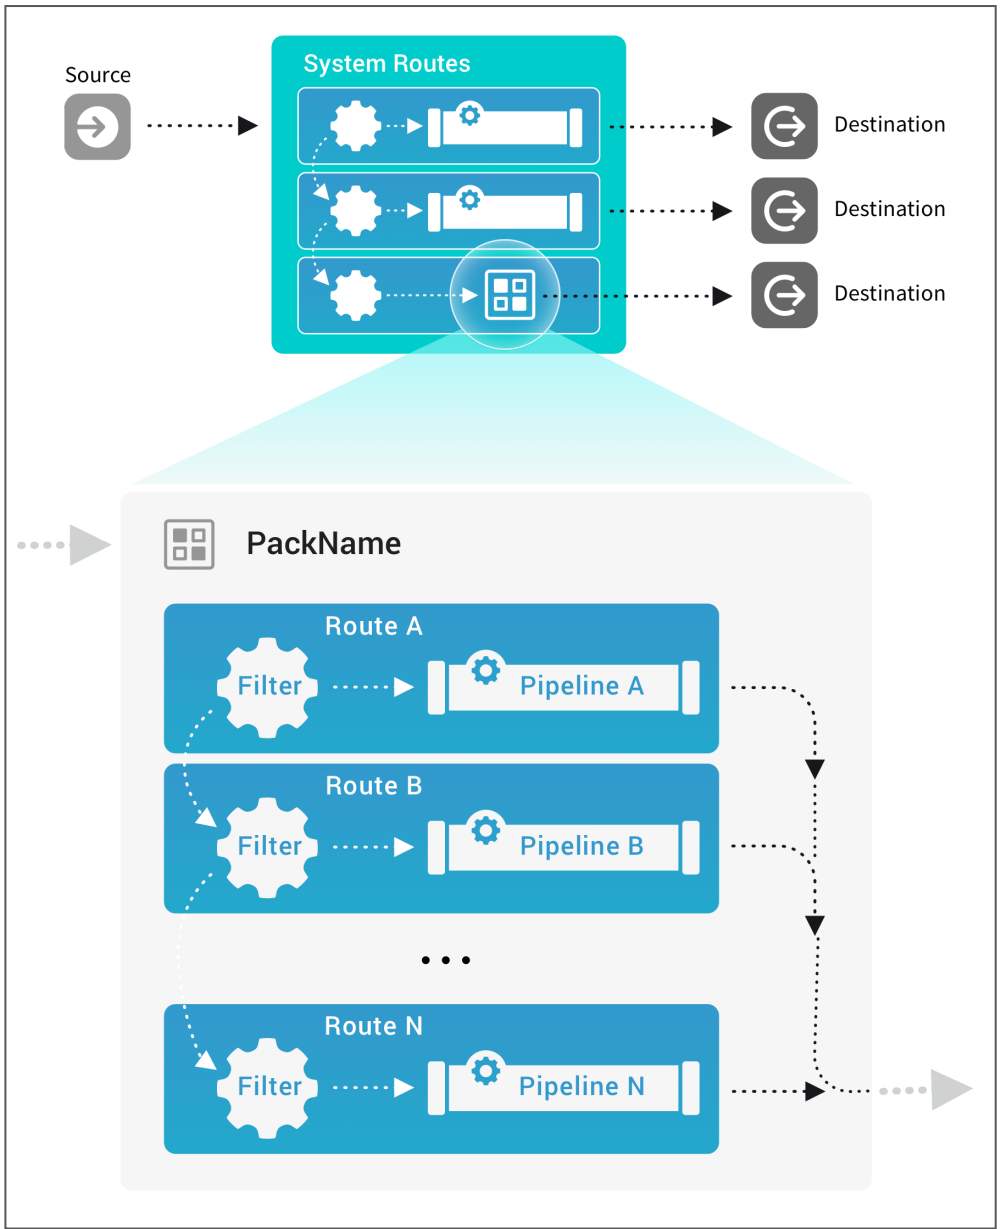 Source
System Routes
Destination
Destination
Destination
PackName
Route A
Filter
Pipeline A
Route B
Filter
Pipeline B
...
Route N
Filter
Pipeline N